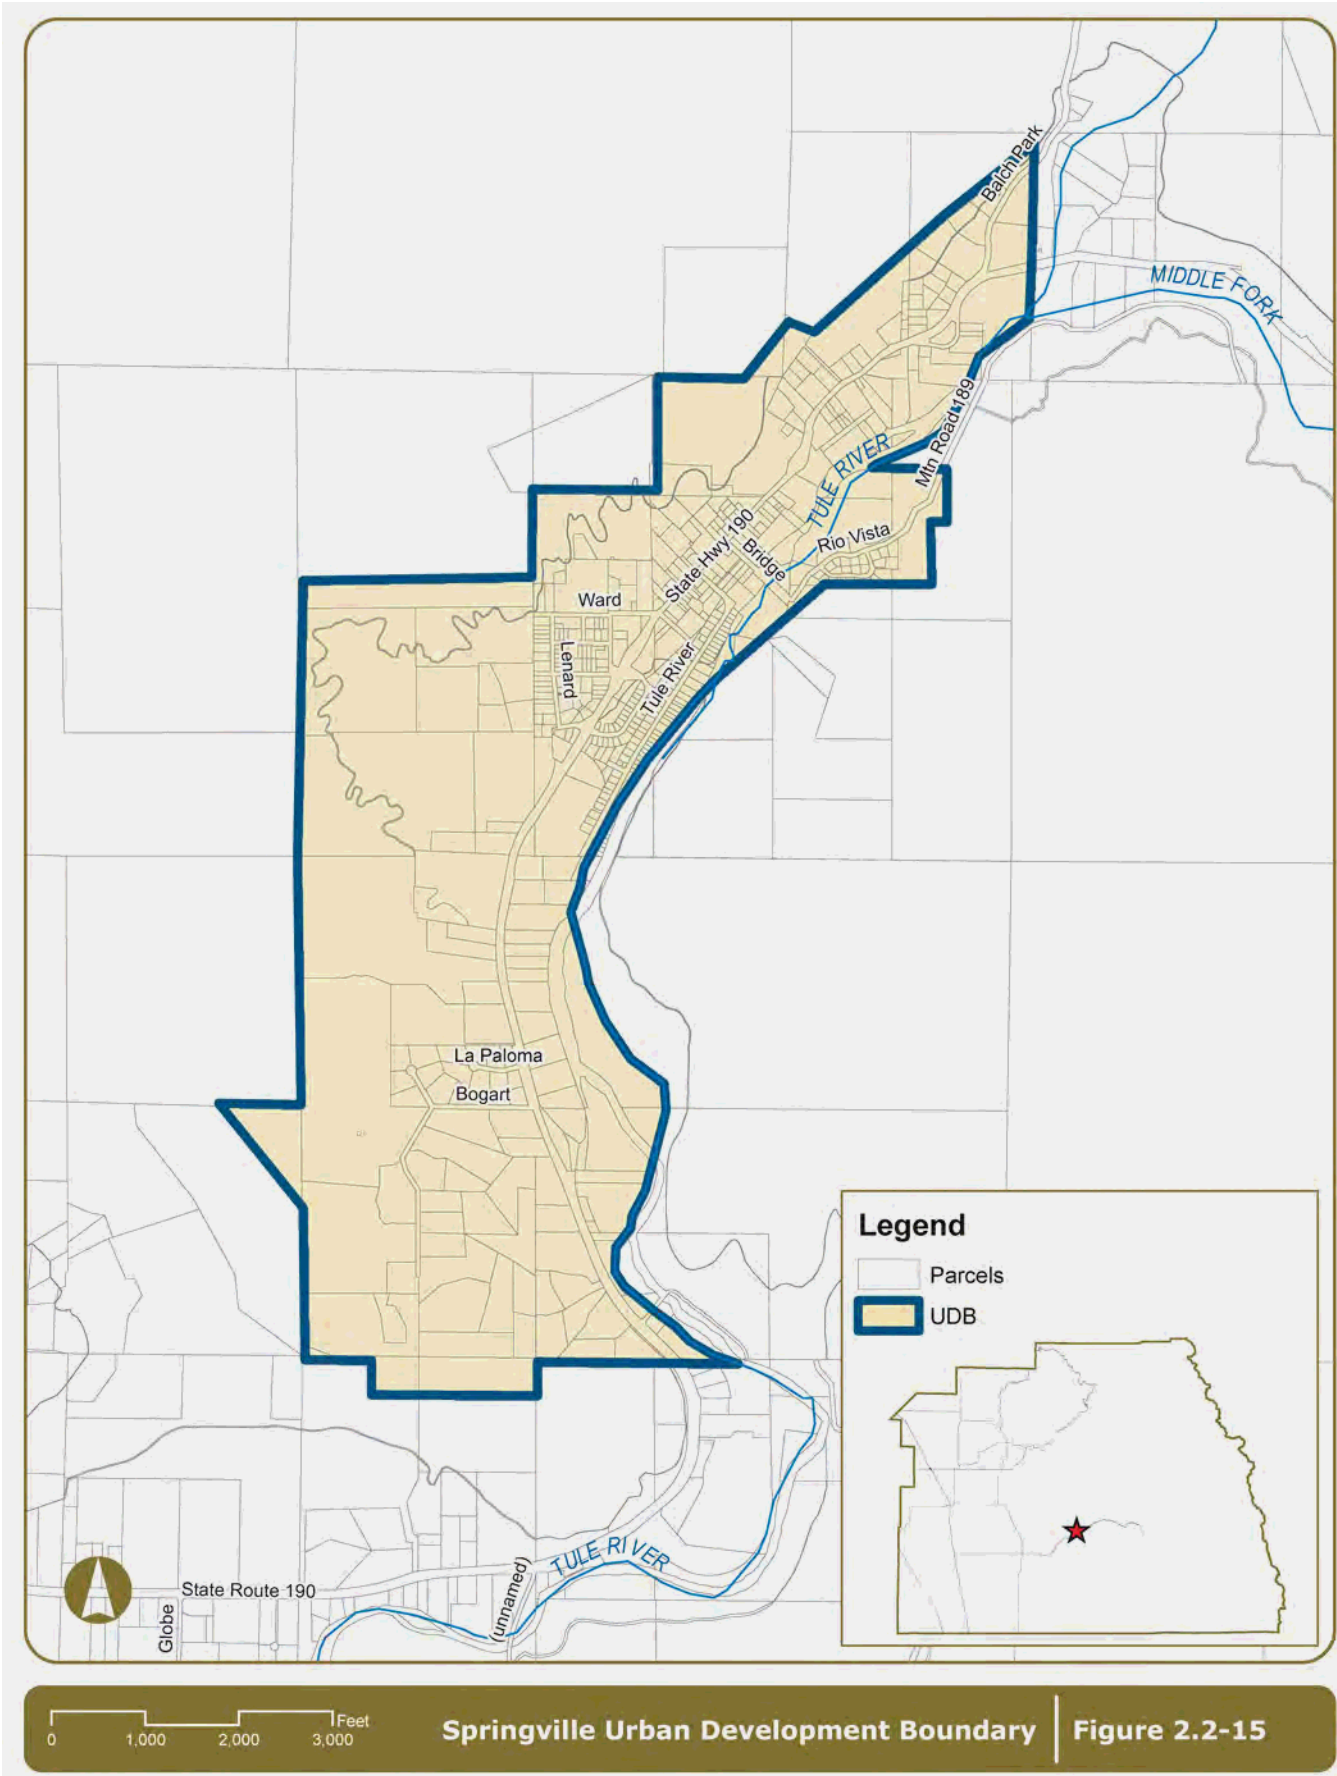 Balch Park
MIDDLE FORK
Mtn Road 189
TULE RIVER
Rio Vista
State Hwy 190
Bridge
Ward
Lenard
Tule River
La Paloma
Bogart
Legend
Parcels
UDB
TULE RIVER
(unnamed)
State Route 190
Globe
Feet
0 1,000 2,000 3,000
Springville Urban Development Boundary
Figure 2.2-15